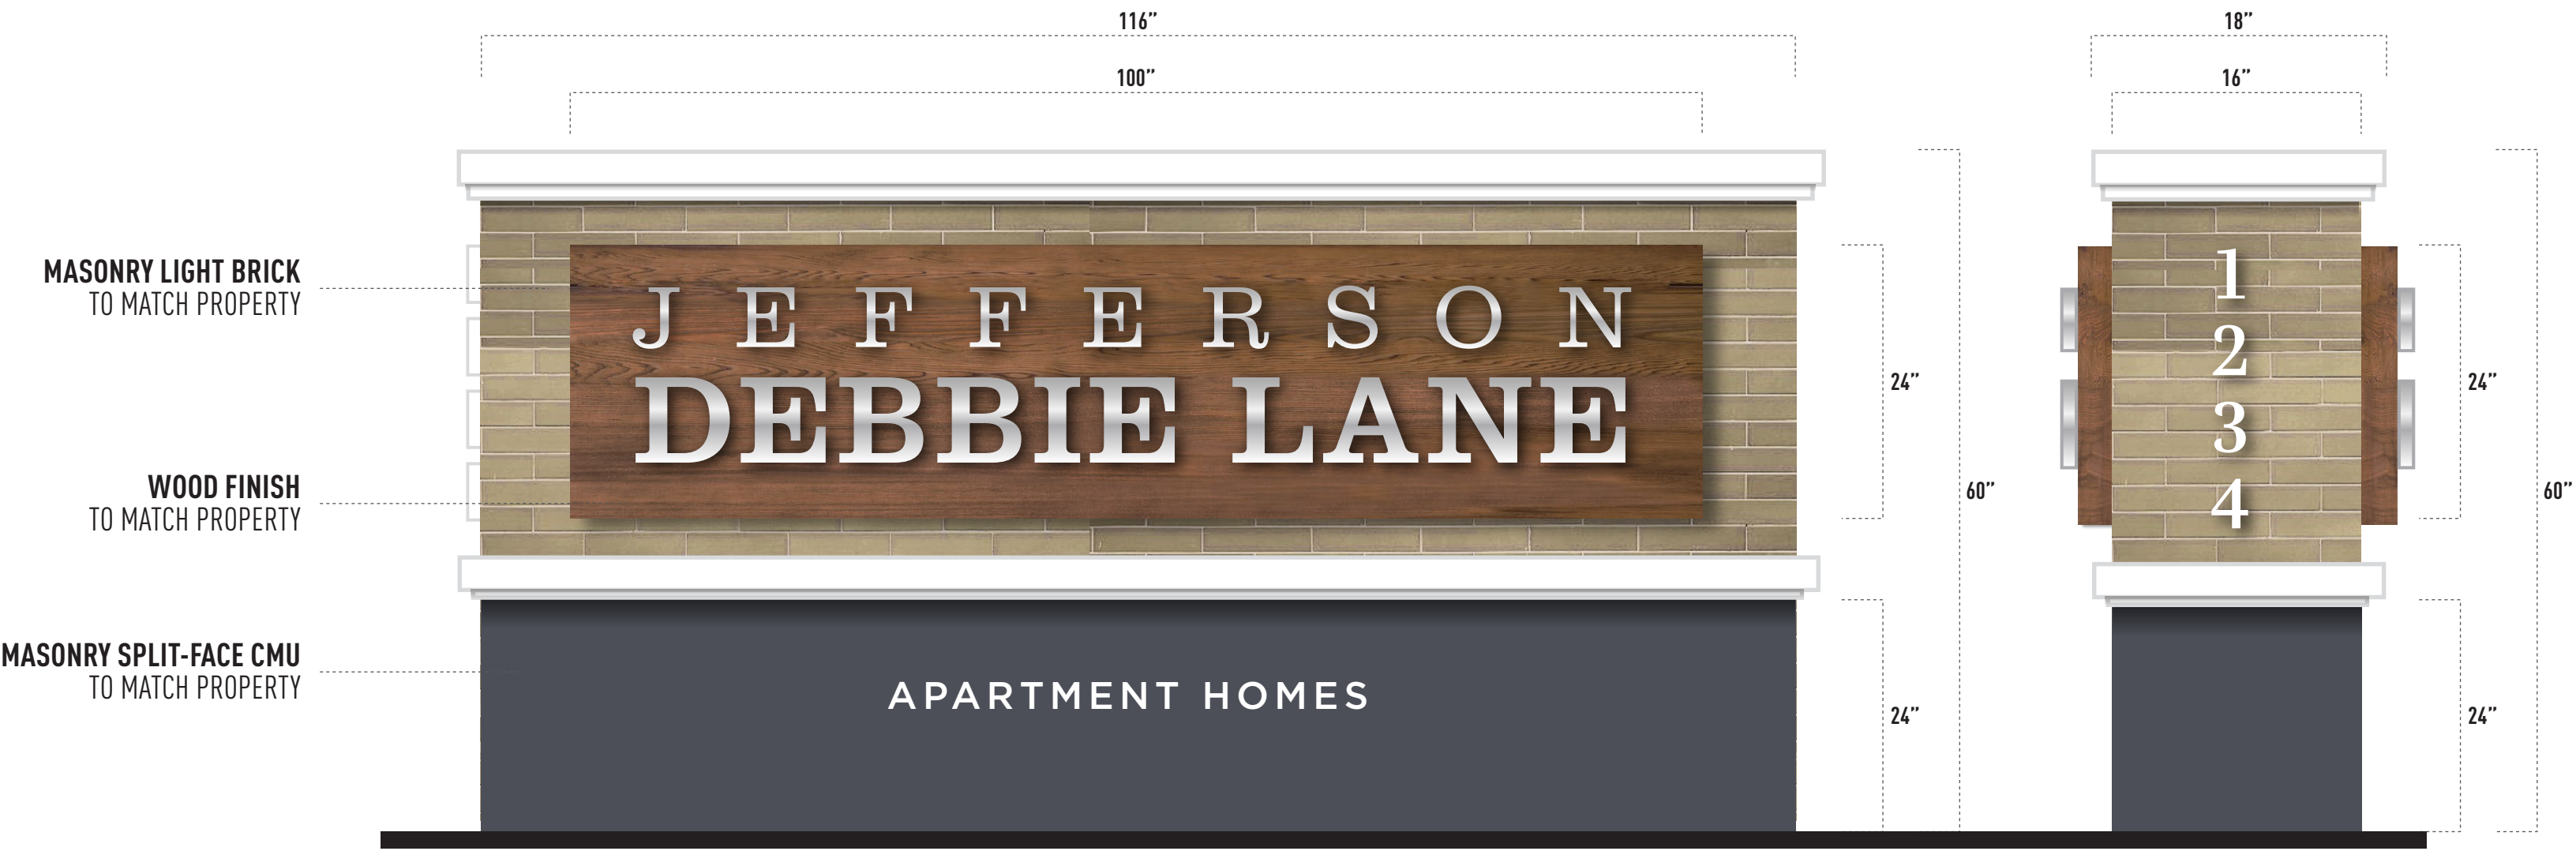 116”
18”
100”
16”
MASONRY LIGHT BRICK
TO MATCH PROPERTY
WOOD FINISH
TO MATCH PROPERTY
MASONRY SPLIT-FACE CMU
TO MATCH PROPERTY
JEFFERSON
DEBBIE LANE
APARTMENT HOMES
24”
60”
24”
1
2
3
4
24”
60”
24”